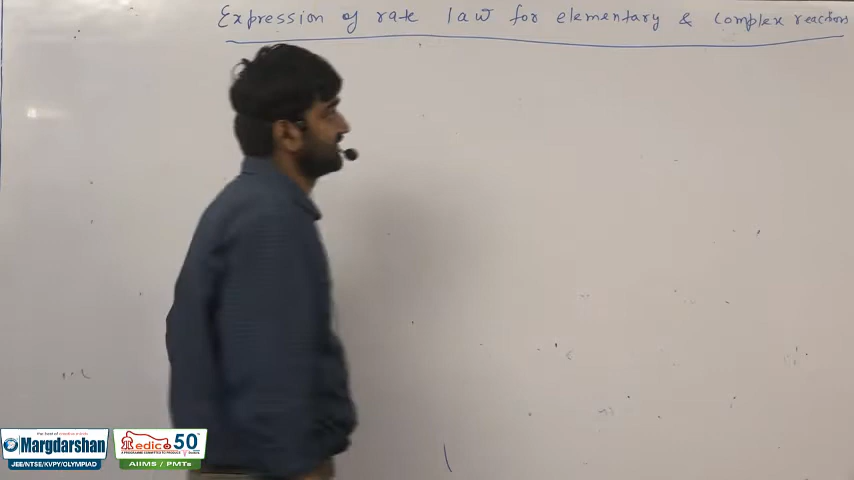 Expression of rate law for elementary & complex reactions
Margdarshan
JEE/NTSE/KVPY/OLYMPIAD
Medico 50
AIIMS / PMTs